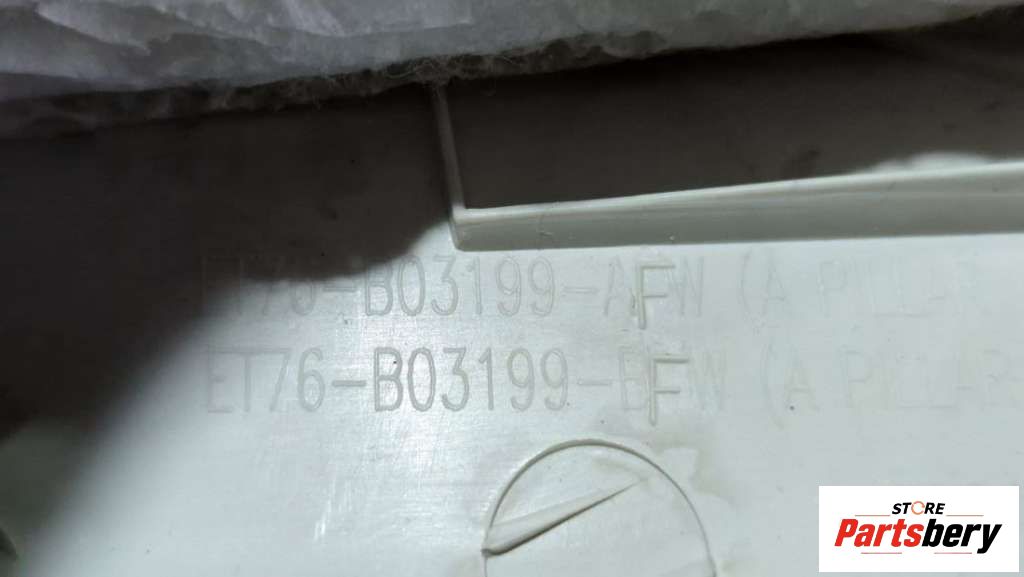 ET76-B03199-AFW (A PILLAR
ET76-B03199-BFW (A PILLAR
STORE
Partsbery